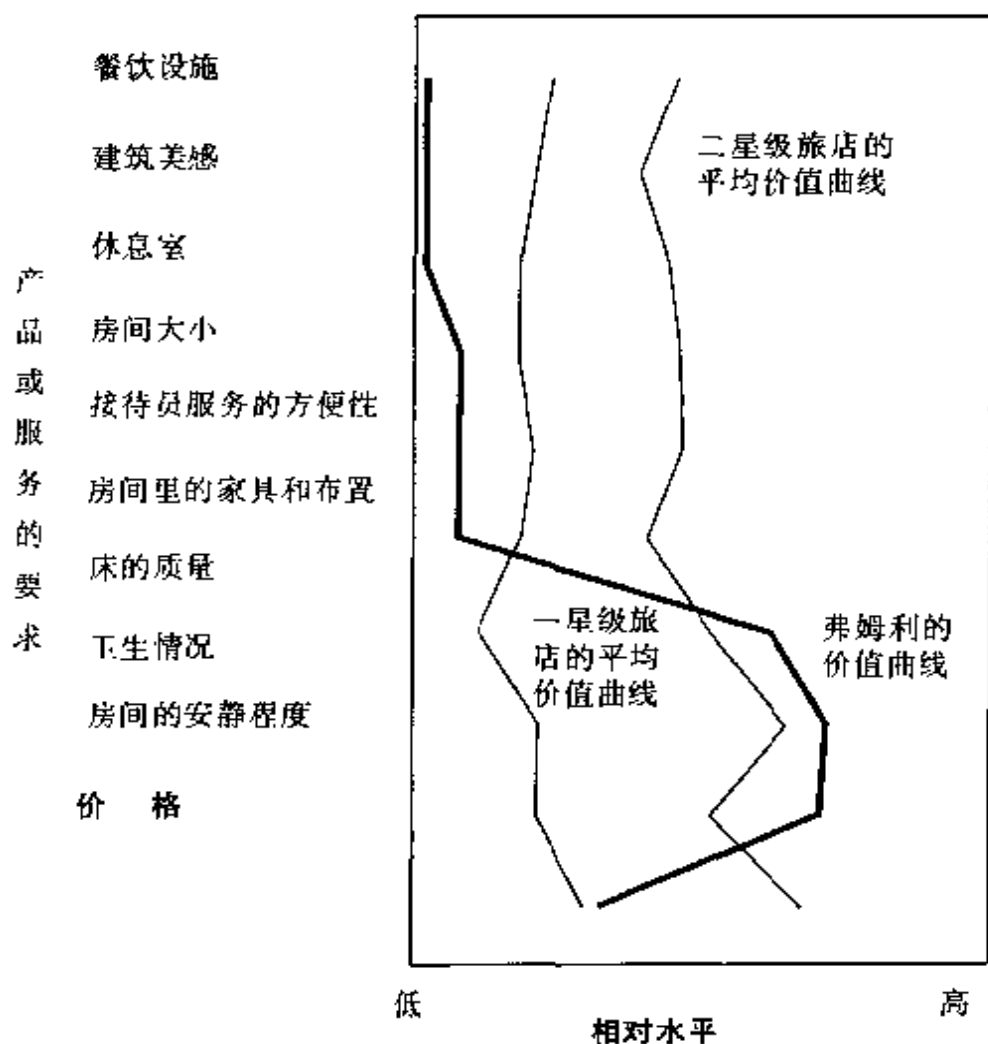 餐饮设施
建筑美感
休息室
房间大小
接待员服务的方便性
房间里的家具和布置
床的质量
卫生情况
房间的安静程度
价 格
产品或服务的要求
二星级旅店的
平均价值曲线
一星级旅
店的平均
价值曲线
弗姆利的
价值曲线
低
高
相对水平